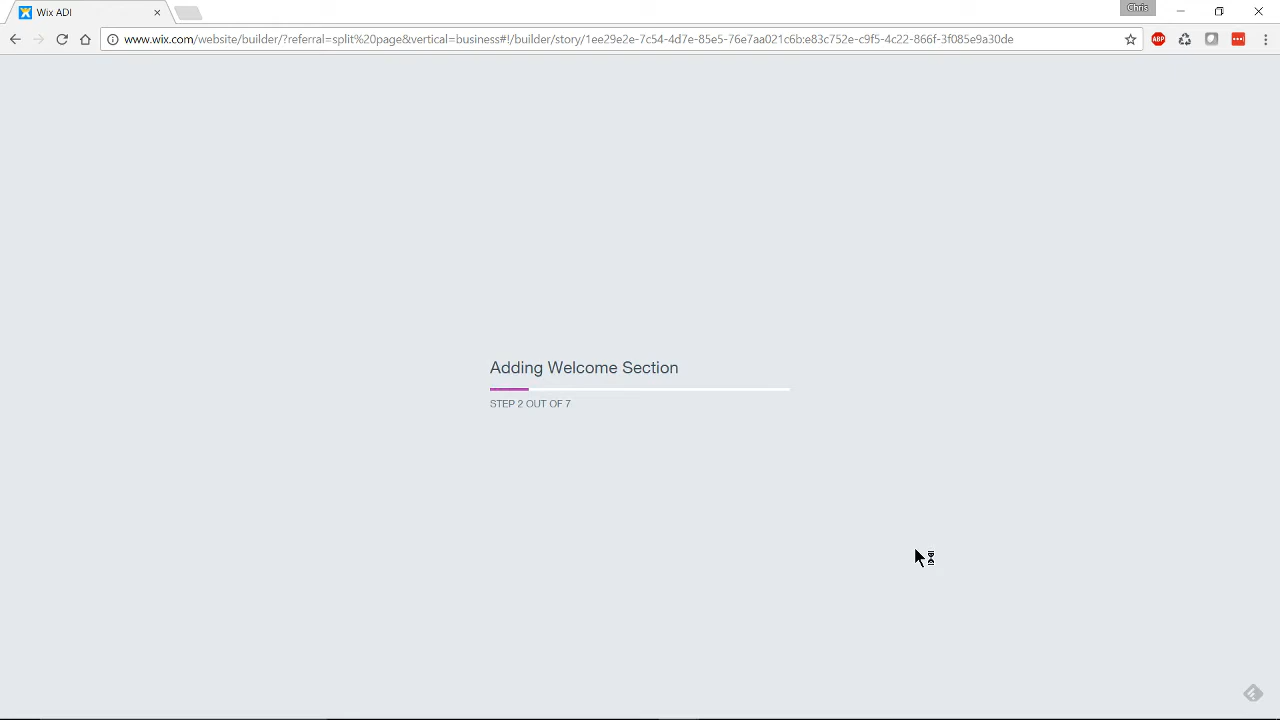 Wix ADI
Chris
www.wix.com/website/builder/?referral=split%20page&vertical=business#!/builder/story/1ee29e2e-7c54-4d7e-85e5-76e7aa021c6b:e83c752e-c9f5-4c22-866f-3f085e9a30de
ABP
Adding Welcome Section
STEP 2 OUT OF 7